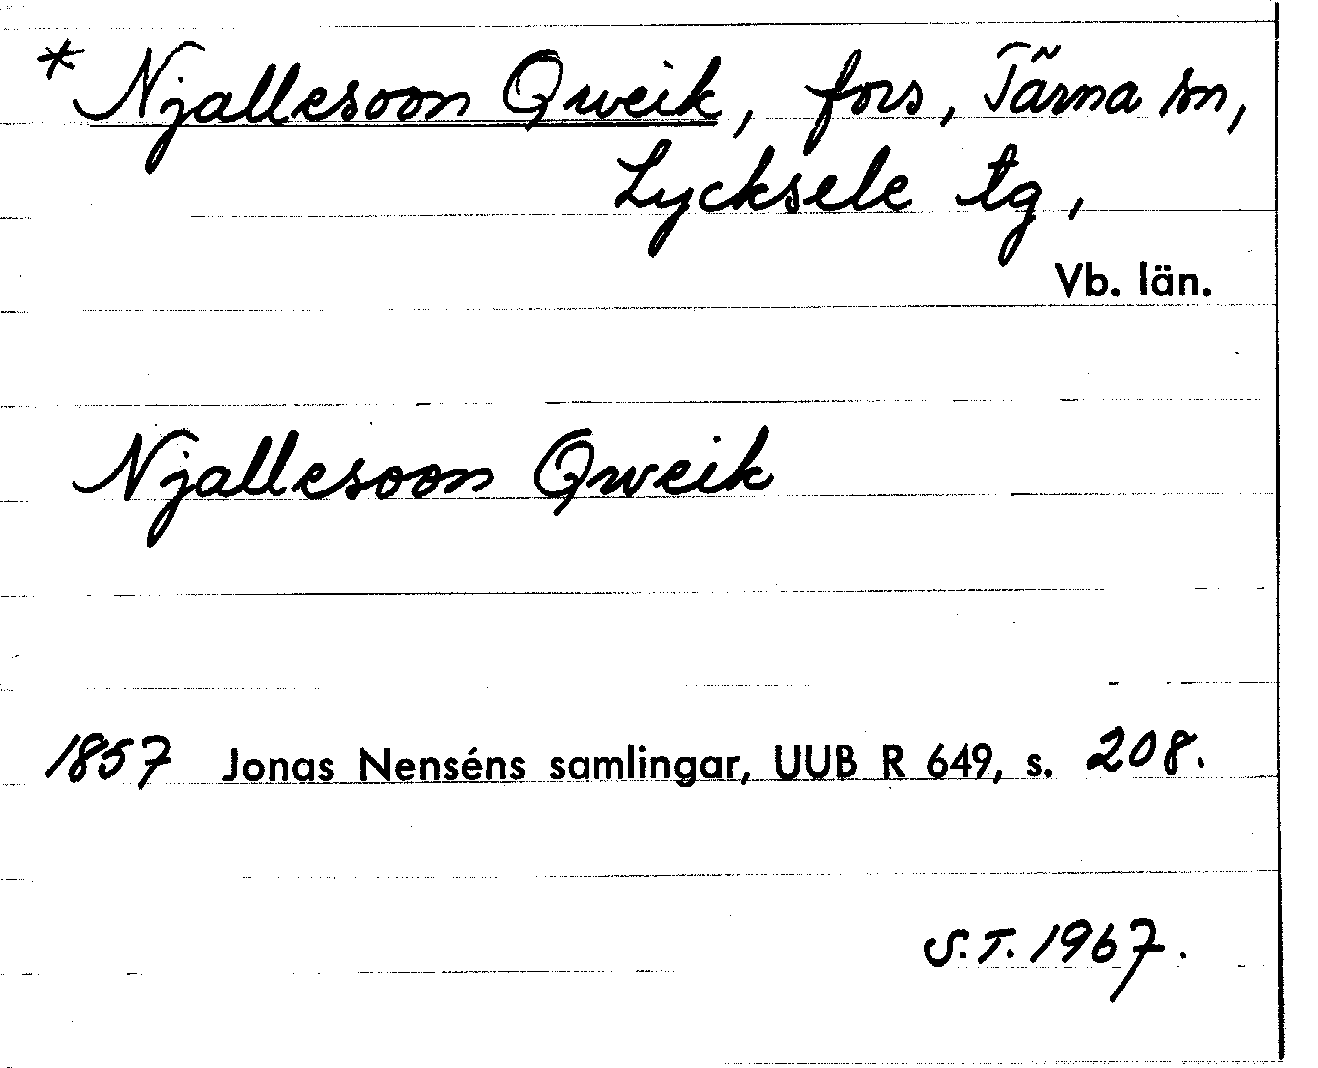 * Njallesoon Qweik, fors, Tärna sn,
Lycksele tg,
Vb. län.
Njallesoon Qweik
1857 Jonas Nenséns samlingar, UUB R 649, s. 208.
S.T. 1967.